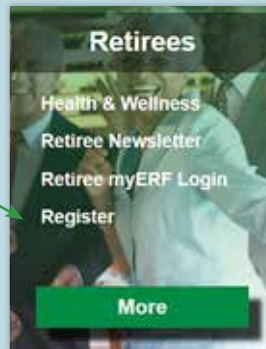 Retirees
Health & Wellness
Retiree Newsletter
Retiree myERF Login
Register
More